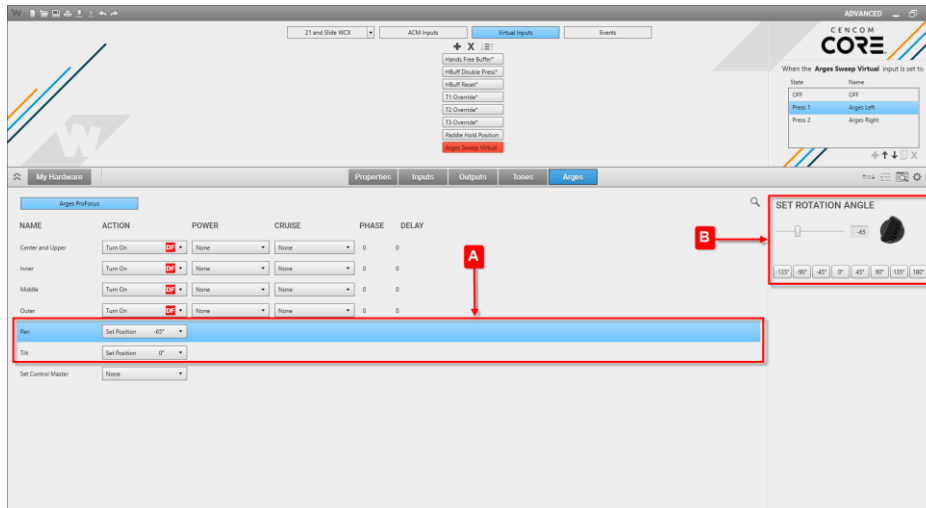 ADVANCED
21 and Slide WCX
ACM Inputs
Virtual Inputs
Events
CENCOM
CORE
Hands Free Buffer*
HBuff Double Press*
HBuff Reset*
T1 Override*
T2 Override*
T3 Override*
Paddle Hold Position
Arges Sweep Virtual
When the Arges Sweep Virtual input is set to
State Name
OFF OFF
Press 1 Arges Left
Press 2 Arges Right
My Hardware
Properties Inputs Outputs Tones Arges
Arges ProFocus
NAME ACTION POWER CRUISE PHASE DELAY
Center and Upper Turn On DF None None 0 0
Inner Turn On DF None None 0 0
Middle Turn On DF None None 0 0
Outer Turn On DF None None 0 0
Pan Set Position -65°
Tilt Set Position 0°
Set Control Master None
A
B
SET ROTATION ANGLE
-65
-135° -90° -45° 0° 45° 90° 135° 180°